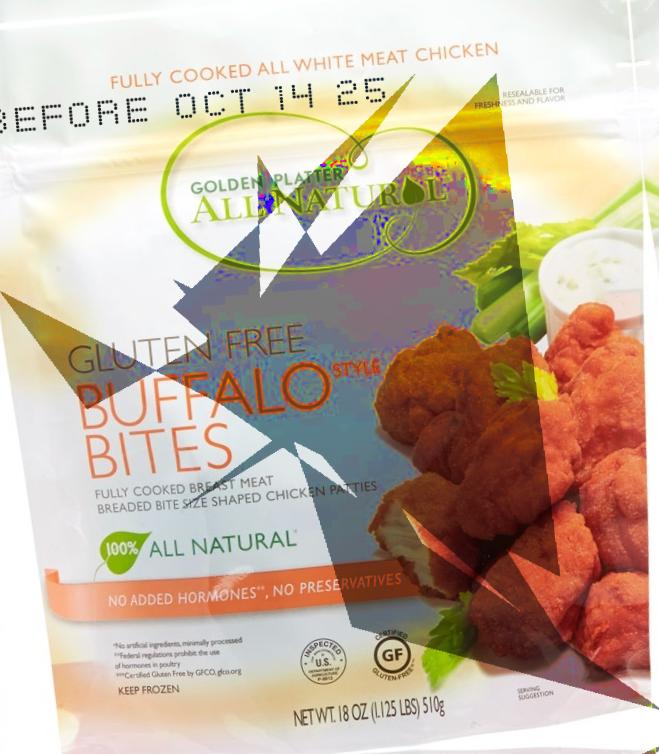 FULLY COOKED ALL WHITE MEAT CHICKEN
BEFORE OCT 14 25
RESEALABLE FOR
FRESHNESS AND FLAVOR
GOLDEN PLATTER
ALL NATURAL
GLUTEN FREE
BUFFALO STYLE
BITES
FULLY COOKED BREAST MEAT
BREADED BITE SIZE SHAPED CHICKEN PATTIES
100% ALL NATURAL*
NO ADDED HORMONES**, NO PRESERVATIVES
*No artificial ingredients, minimally processed
**Federal regulations prohibit the use
of hormones in poultry
***Certified Gluten Free by GFCO, gfco.org
KEEP FROZEN
INSPECTED
U.S.
DEPARTMENT OF
AGRICULTURE
CERTIFIED
GF
GLUTEN-FREE
SERVING
SUGGESTION
NET WT. 18 OZ (1.125 LBS) 510g